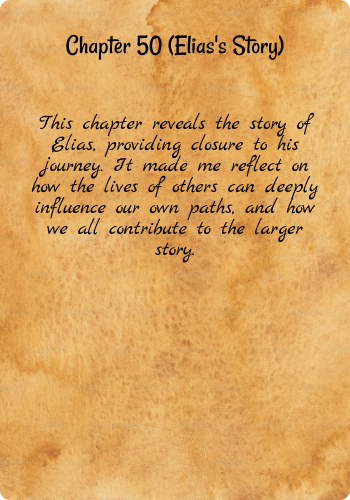 Chapter 50 (Elias's Story)
This chapter reveals the story of
Elias, providing closure to his
journey. It made me reflect on
how the lives of others can deeply
influence our own paths, and how
we all contribute to the larger
story.